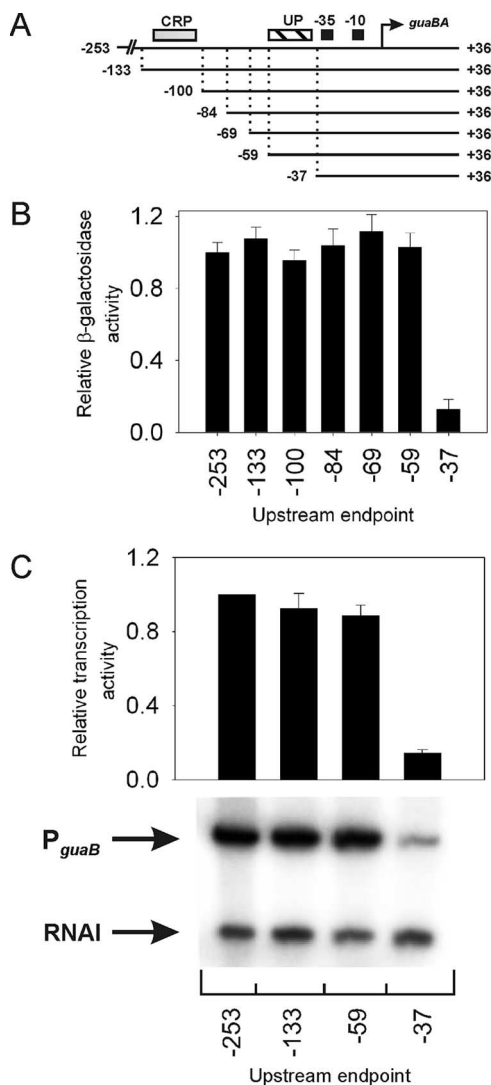 A
CRP UP -35 -10 guaBA
-253 +36
-133 +36
-100 +36
-84 +36
-69 +36
-59 +36
-37 +36
B
Relative β-galactosidase
activity
1.2
0.8
0.4
0.0
-253 -133 -100 -84 -69 -59 -37
Upstream endpoint
C
Relative transcription
activity
1.2
0.8
0.4
0.0
PguaB
RNAI
-253 -133 -59 -37
Upstream endpoint